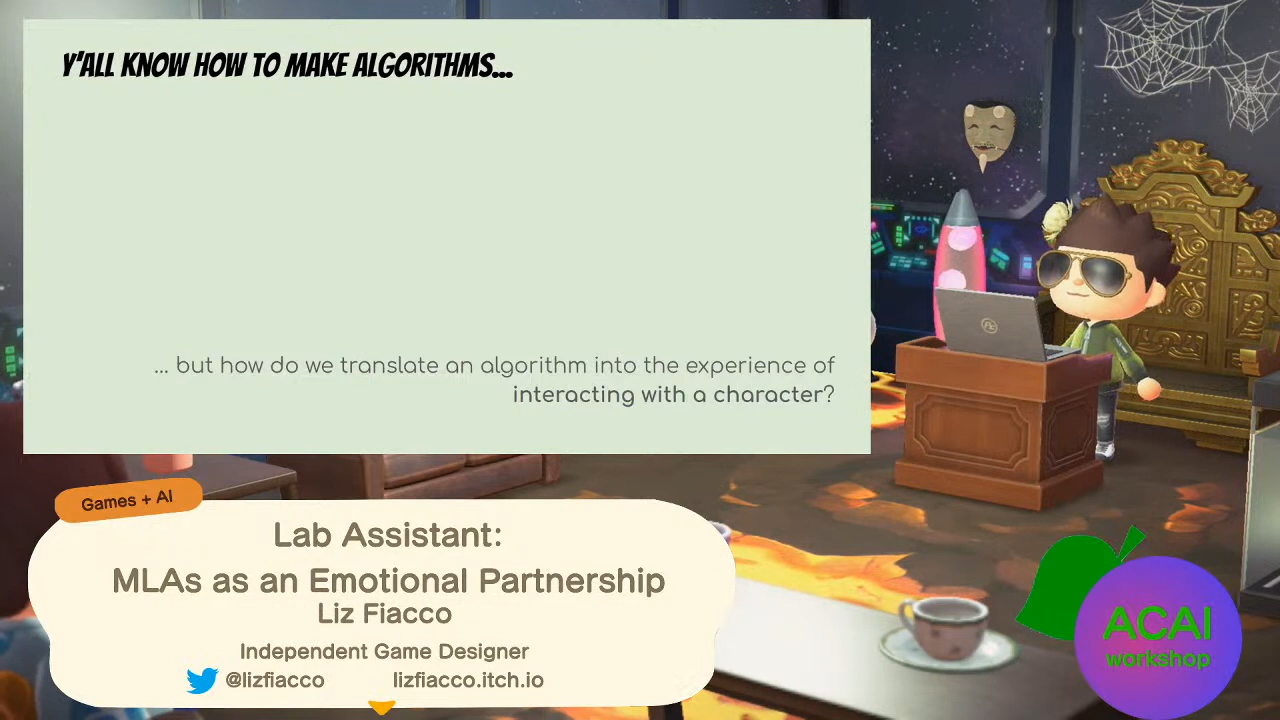 Y'ALL KNOW HOW TO MAKE ALGORITHMS...
... but how do we translate an algorithm into the experience of
interacting with a character?
Games + AI
Lab Assistant:
MLAs as an Emotional Partnership
Liz Fiacco
Independent Game Designer
@lizfiacco lizfiacco.itch.io
ACAI
workshop